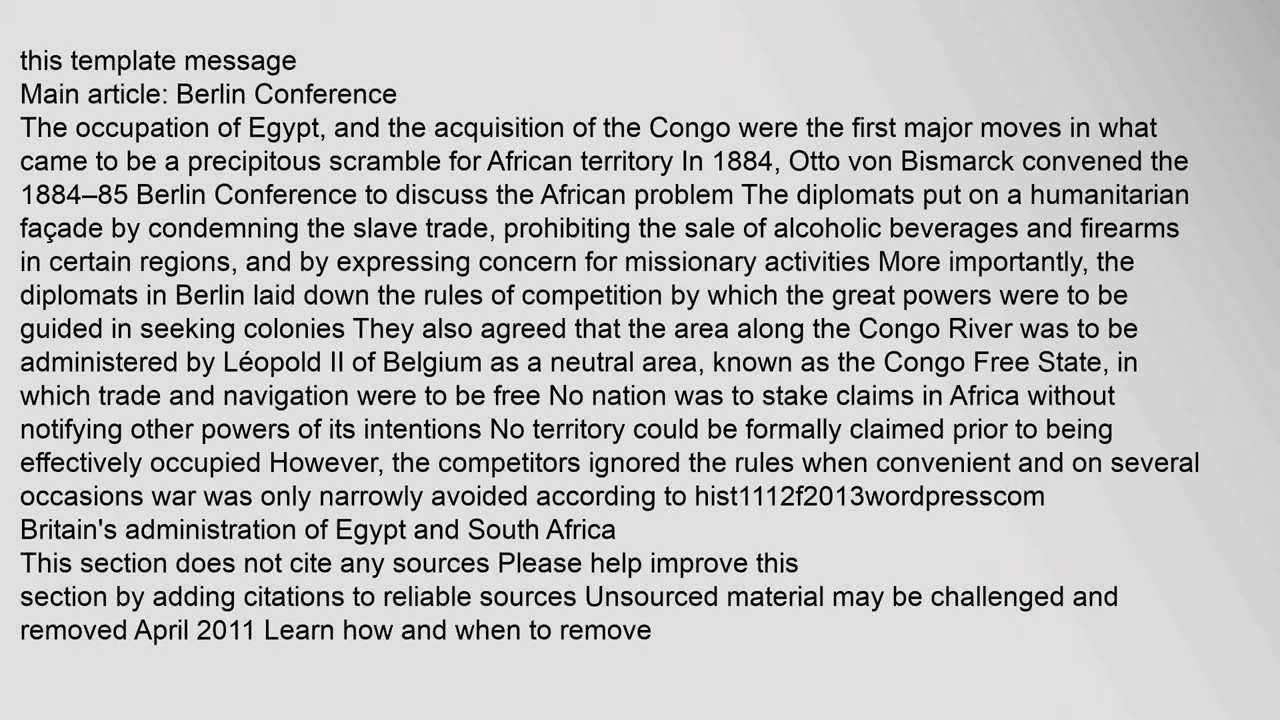 this template message
Main article: Berlin Conference
The occupation of Egypt, and the acquisition of the Congo were the first major moves in what
came to be a precipitous scramble for African territory In 1884, Otto von Bismarck convened the
1884–85 Berlin Conference to discuss the African problem The diplomats put on a humanitarian
façade by condemning the slave trade, prohibiting the sale of alcoholic beverages and firearms
in certain regions, and by expressing concern for missionary activities More importantly, the
diplomats in Berlin laid down the rules of competition by which the great powers were to be
guided in seeking colonies They also agreed that the area along the Congo River was to be
administered by Léopold II of Belgium as a neutral area, known as the Congo Free State, in
which trade and navigation were to be free No nation was to stake claims in Africa without
notifying other powers of its intentions No territory could be formally claimed prior to being
effectively occupied However, the competitors ignored the rules when convenient and on several
occasions war was only narrowly avoided according to hist1112f2013wordpresscom
Britain's administration of Egypt and South Africa
This section does not cite any sources Please help improve this
section by adding citations to reliable sources Unsourced material may be challenged and
removed April 2011 Learn how and when to remove